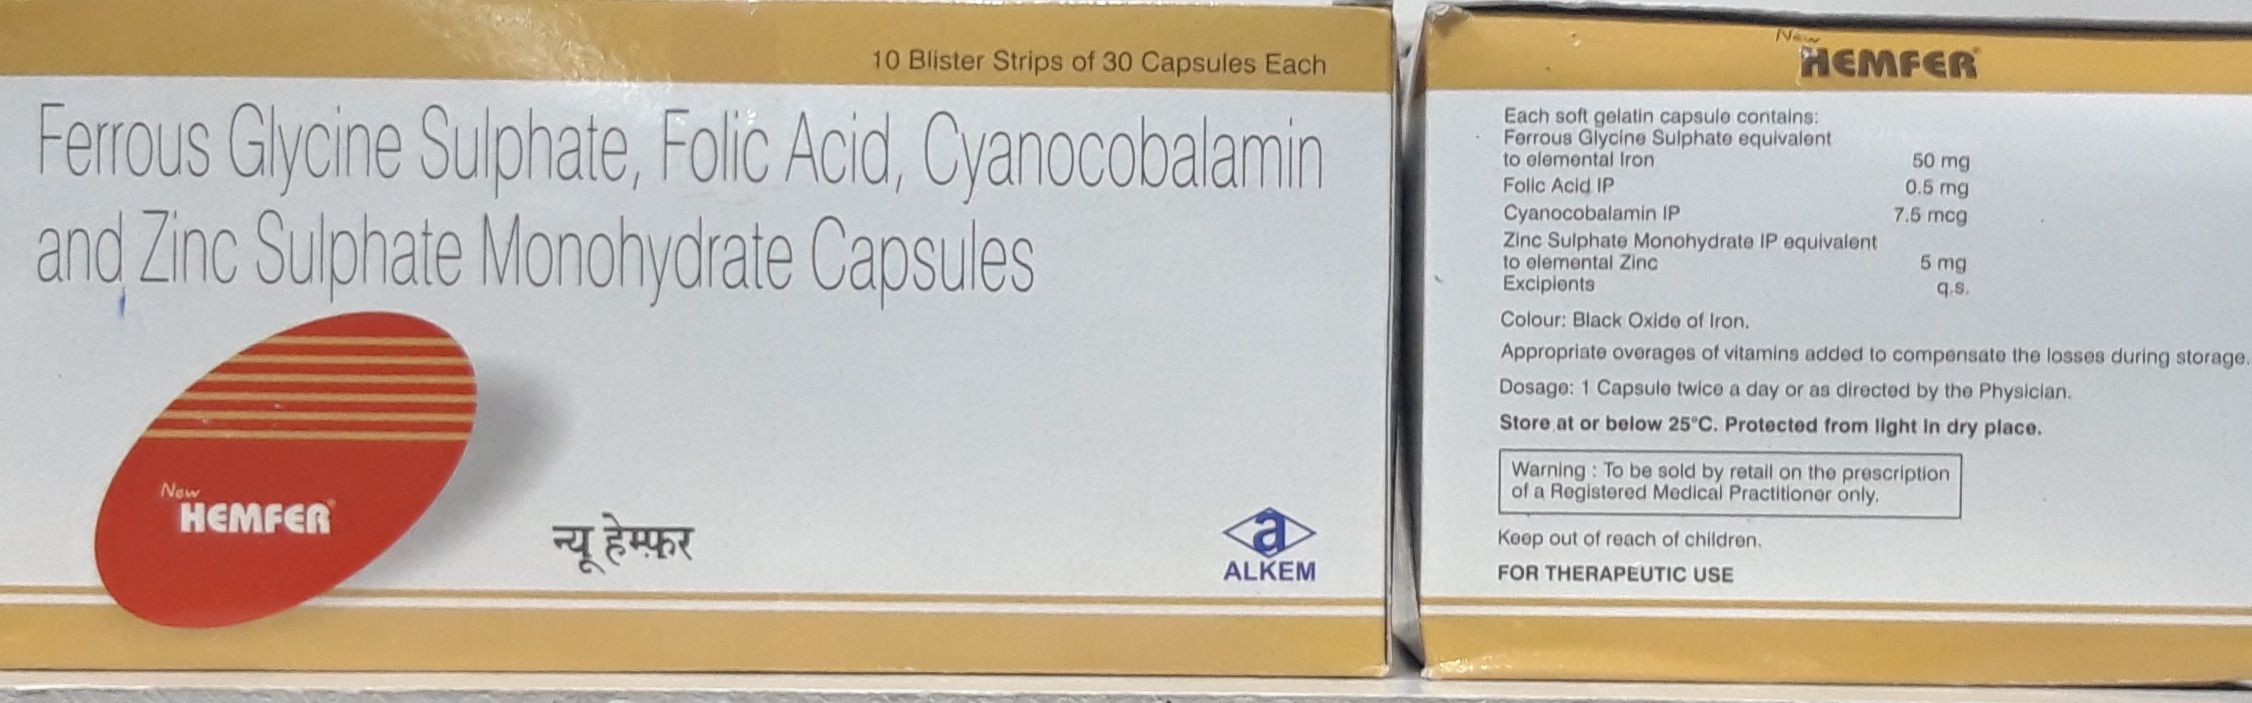 10 Blister Strips of 30 Capsules Each
Ferrous Glycine Sulphate, Folic Acid, Cyanocobalamin
and Zinc Sulphate Monohydrate Capsules
New
HEMFER®
न्यू हेम्फ़र
a
ALKEM
New
HEMFER®
Each soft gelatin capsule contains:
Ferrous Glycine Sulphate equivalent
to elemental Iron 50 mg
Folic Acid IP 0.5 mg
Cyanocobalamin IP 7.5 mcg
Zinc Sulphate Monohydrate IP equivalent
to elemental Zinc 5 mg
Excipients q.s.
Colour: Black Oxide of Iron.
Appropriate overages of vitamins added to compensate the losses during storage.
Dosage: 1 Capsule twice a day or as directed by the Physician.
Store at or below 25°C. Protected from light in dry place.
Warning : To be sold by retail on the prescription
of a Registered Medical Practitioner only.
Keep out of reach of children.
FOR THERAPEUTIC USE